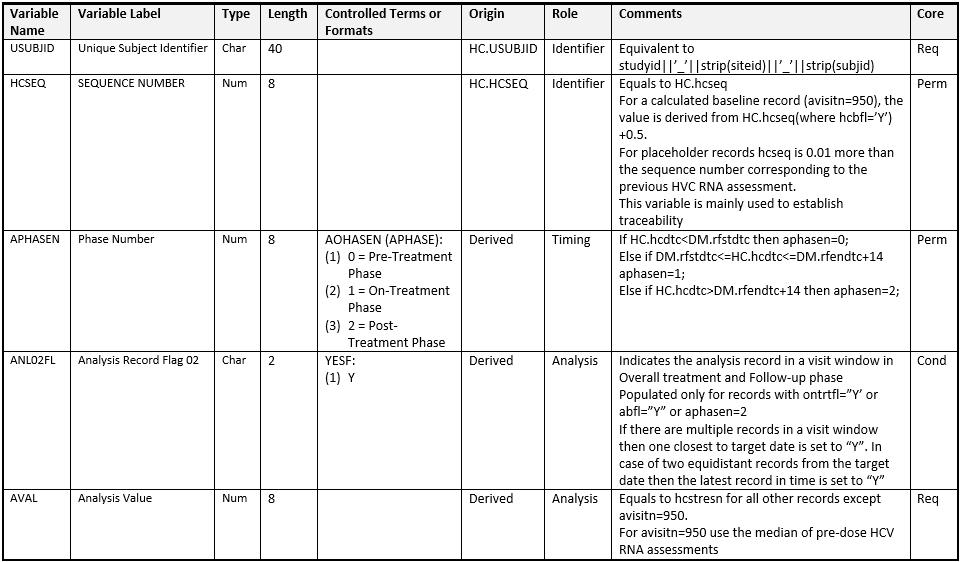 Variable Name
Variable Label
Type
Length
Controlled Terms or Formats
Origin
Role
Comments
Core
USUBJID
Unique Subject Identifier
Char
40
HC.USUBJID
Identifier
Equivalent to
studyid||’_’||strip(siteid)||’_’||strip(subjid)
Req
HCSEQ
SEQUENCE NUMBER
Num
8
HC.HCSEQ
Identifier
Equals to HC.hcseq
For a calculated baseline record (avisitn=950), the
value is derived from HC.hcseq(where hcbfl=’Y’)
+0.5.
For placeholder records hcseq is 0.01 more than
the sequence number corresponding to the
previous HVC RNA assessment.
This variable is mainly used to establish
traceability
Perm
APHASEN
Phase Number
Num
8
AOHASEN (APHASE):
(1) 0 = Pre-Treatment
Phase
(2) 1 = On-Treatment
Phase
(3) 2 = Post-
Treatment Phase
Derived
Timing
If HC.hcdtc<DM.rfstdtc then aphasen=0;
Else if DM.rfstdtc<=HC.hcdtc<=DM.rfendtc+14
aphasen=1;
Else if HC.hcdtc>DM.rfendtc+14 then aphasen=2;
Perm
ANL02FL
Analysis Record Flag 02
Char
2
YESF:
(1) Y
Derived
Analysis
Indicates the analysis record in a visit window in
Overall treatment and Follow-up phase
Populated only for records with ontrtfl=”Y’ or
abfl=”Y” or aphasen=2
If there are multiple records in a visit window
then one closest to target date is set to “Y”. In
case of two equidistant records from the target
date then the latest record in time is set to “Y”
Cond
AVAL
Analysis Value
Num
8
Derived
Analysis
Equals to hcstresn for all other records except
avisitn=950.
For avisitn=950 use the median of pre-dose HCV
RNA assessments
Req